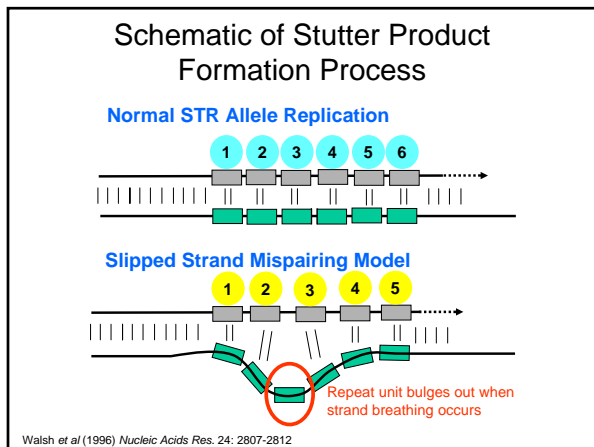 Schematic of Stutter Product
Formation Process
Normal STR Allele Replication
1 2 3 4 5 6
Slipped Strand Mispairing Model
1 2 3 4 5
Repeat unit bulges out when
strand breathing occurs
Walsh et al (1996) Nucleic Acids Res. 24: 2807-2812